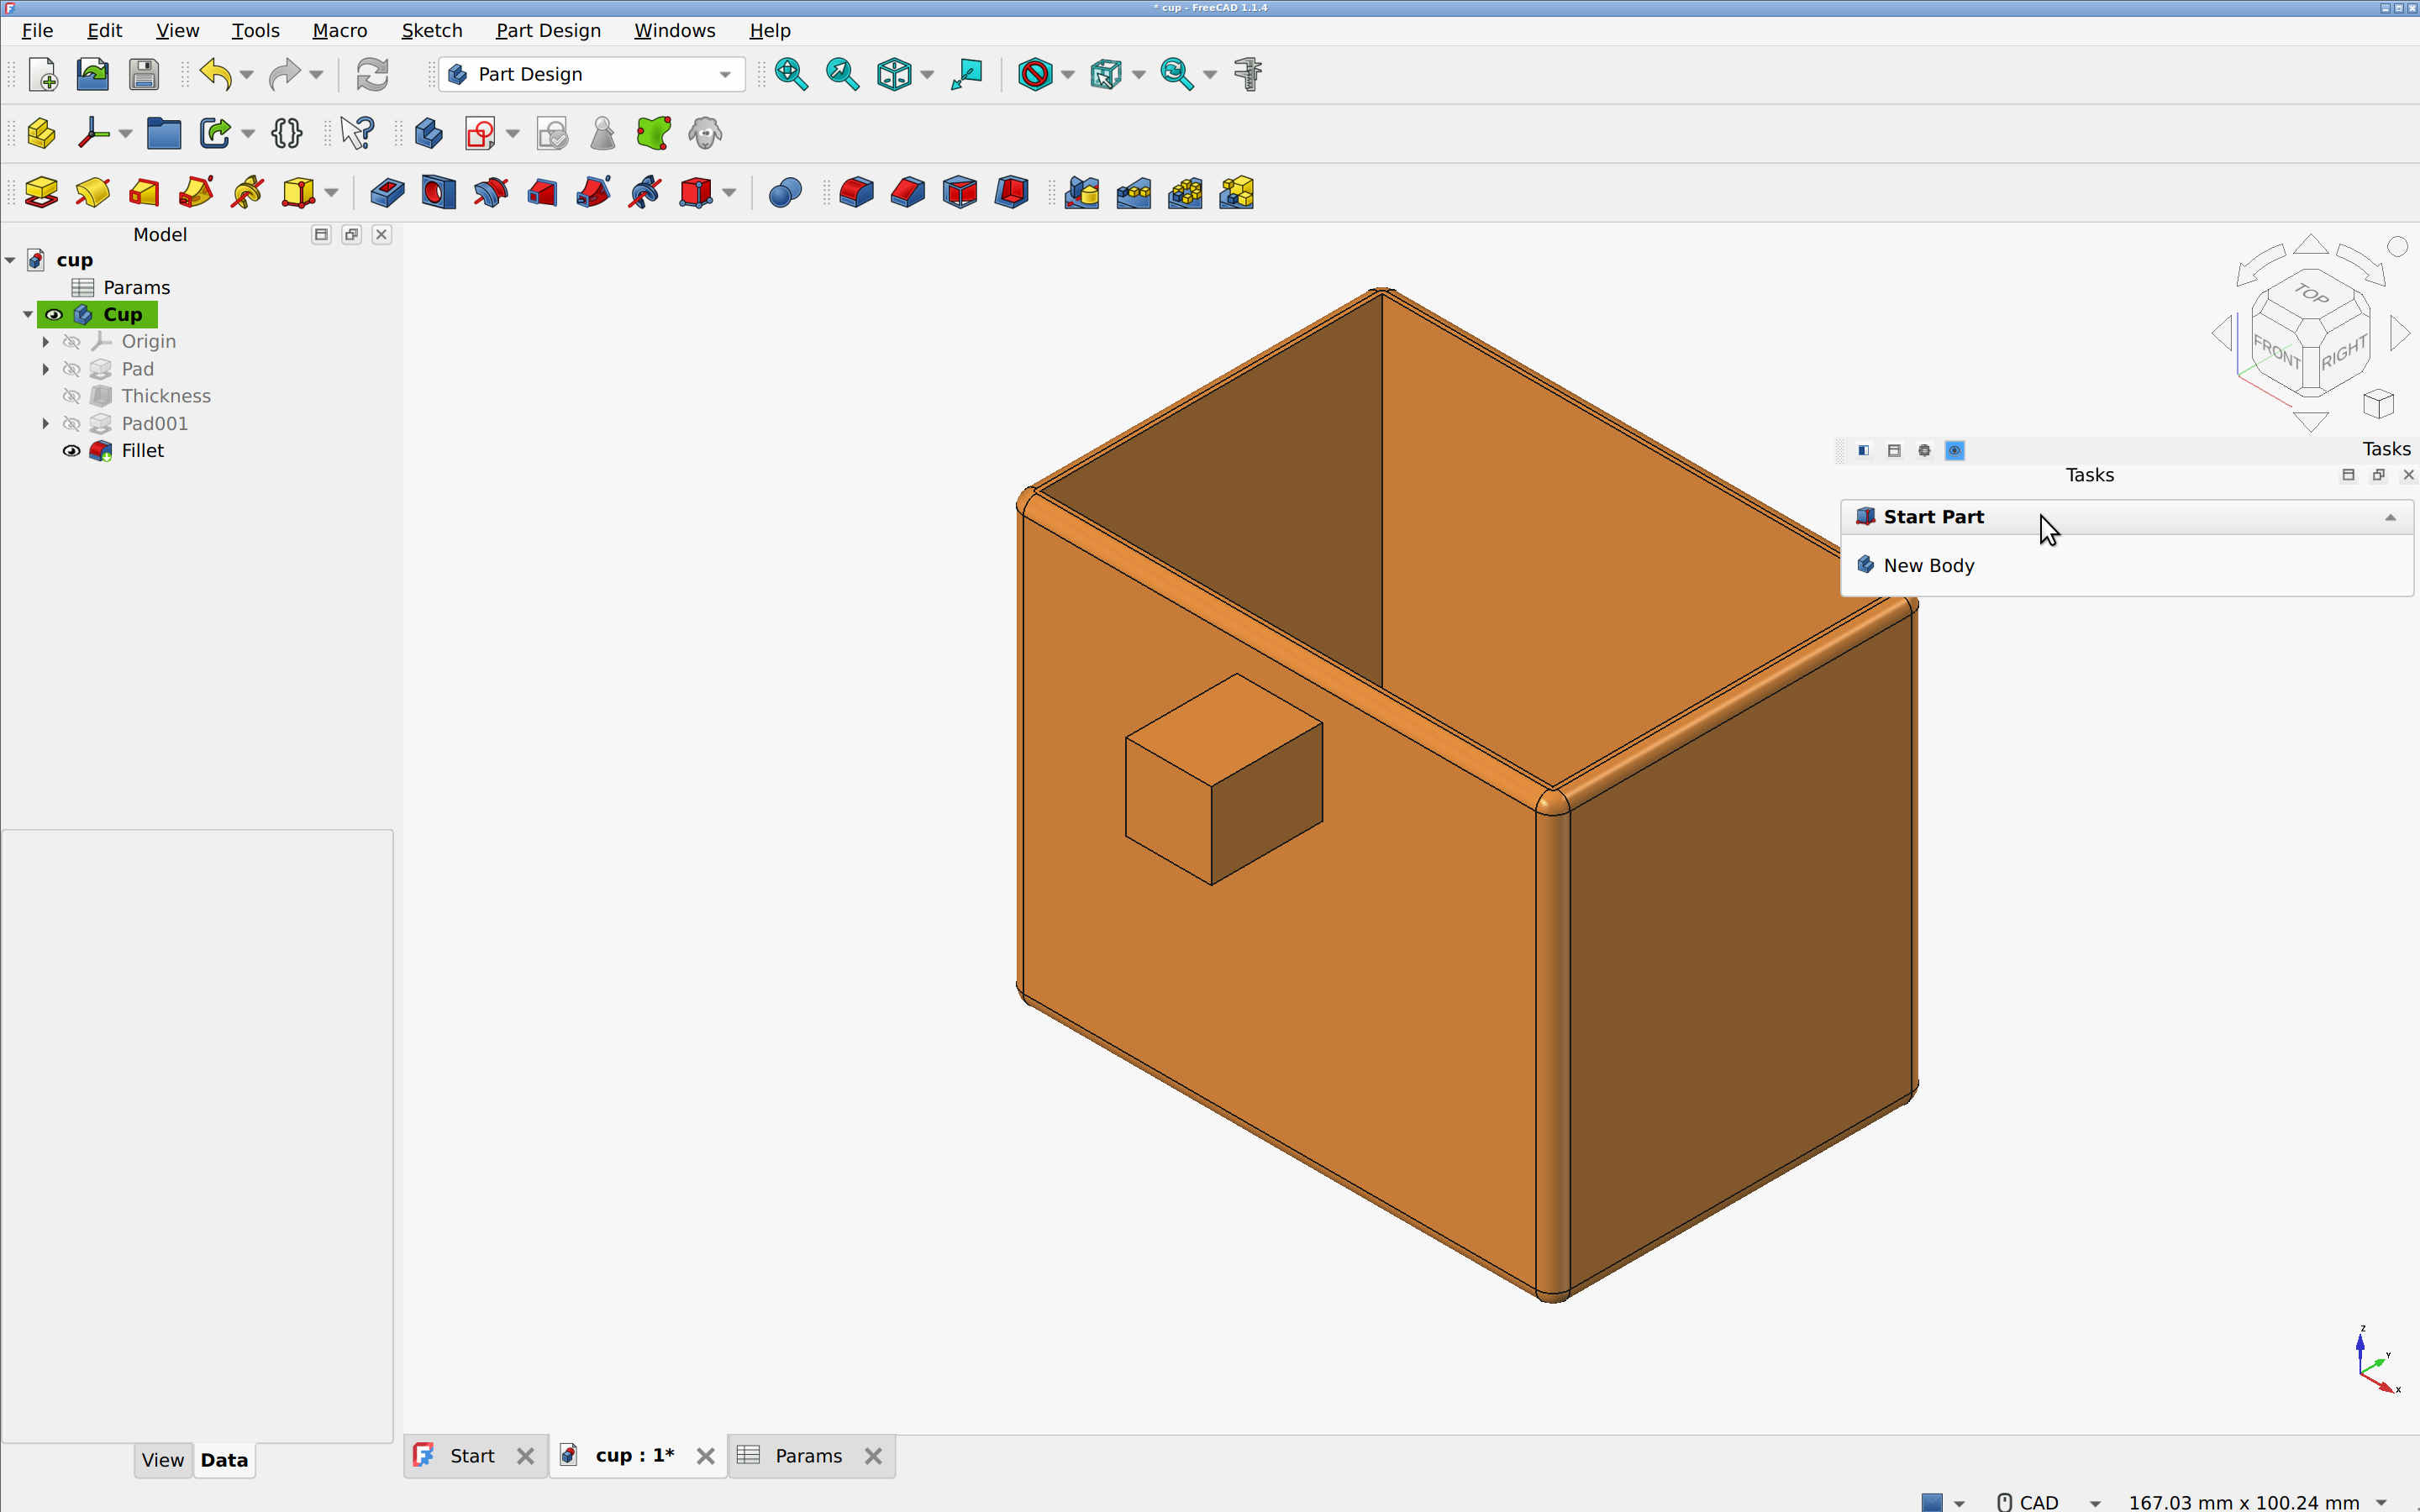 * cup - FreeCAD 1.1.4
File Edit View Tools Macro Sketch Part Design Windows Help
Part Design
Model
cup
Params
Cup
Origin
Pad
Thickness
Pad001
Fillet
TOP
FRONT
RIGHT
Tasks
Tasks
Start Part
New Body
Z
Y
X
View Data
Start cup : 1* Params
CAD 167.03 mm x 100.24 mm